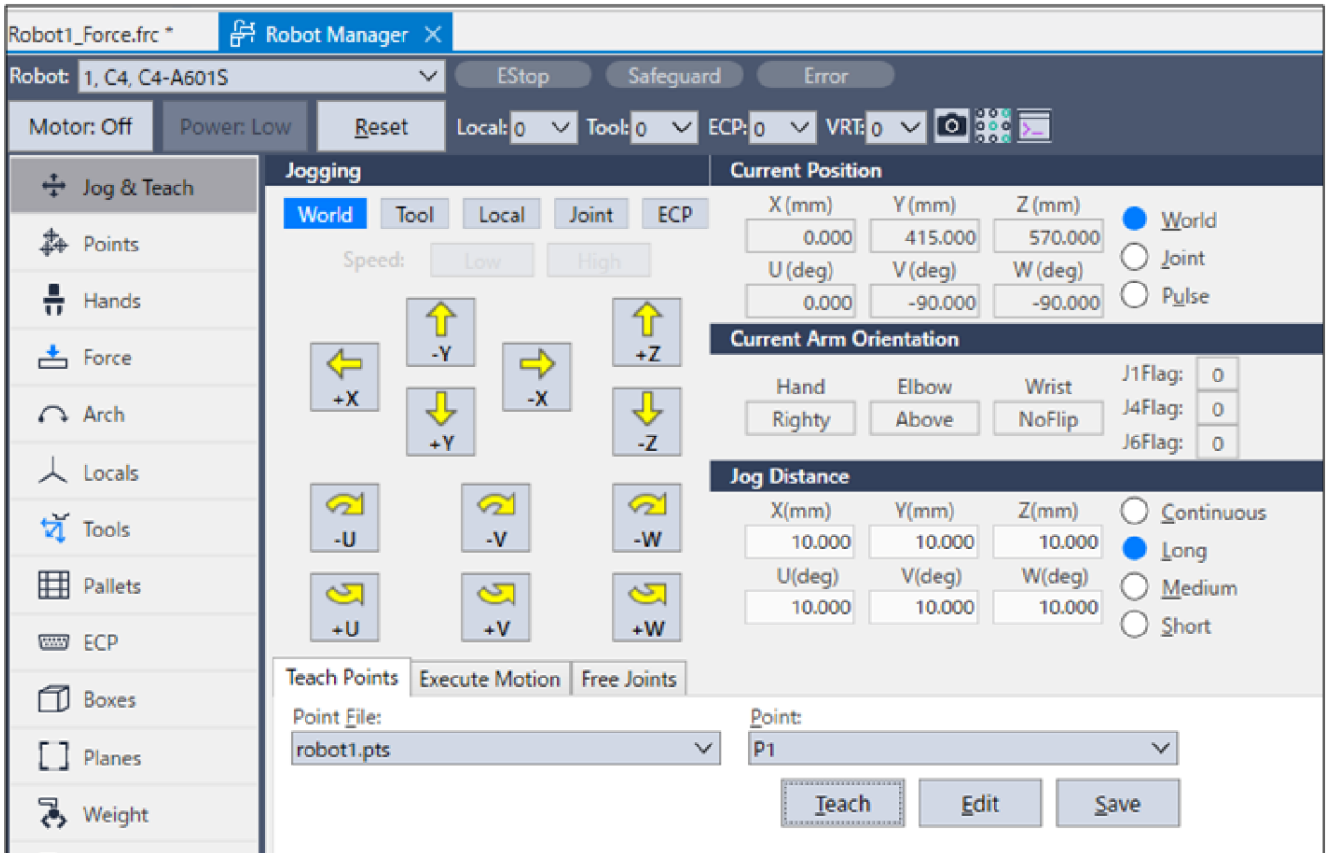 Robot1_Force.frc *
Robot Manager
Robot: 1, C4, C4-A601S
EStop Safeguard Error
Motor: Off Power: Low Reset Local: 0 Tool: 0 ECP: 0 VRT: 0
Jog & Teach
Points
Hands
Force
Arch
Locals
Tools
Pallets
ECP
Boxes
Planes
Weight
Jogging
World Tool Local Joint ECP
Speed: Low High
-Y +Z
+X -X
+Y -Z
-U -V -W
+U +V +W
Current Position
X (mm) Y (mm) Z (mm)
0.000 415.000 570.000
U (deg) V (deg) W (deg)
0.000 -90.000 -90.000
World
Joint
Pulse
Current Arm Orientation
Hand Elbow Wrist
Righty Above NoFlip
J1Flag: 0
J4Flag: 0
J6Flag: 0
Jog Distance
X(mm) Y(mm) Z(mm)
10.000 10.000 10.000
U(deg) V(deg) W(deg)
10.000 10.000 10.000
Continuous
Long
Medium
Short
Teach Points Execute Motion Free Joints
Point File: Point:
robot1.pts P1
Teach Edit Save